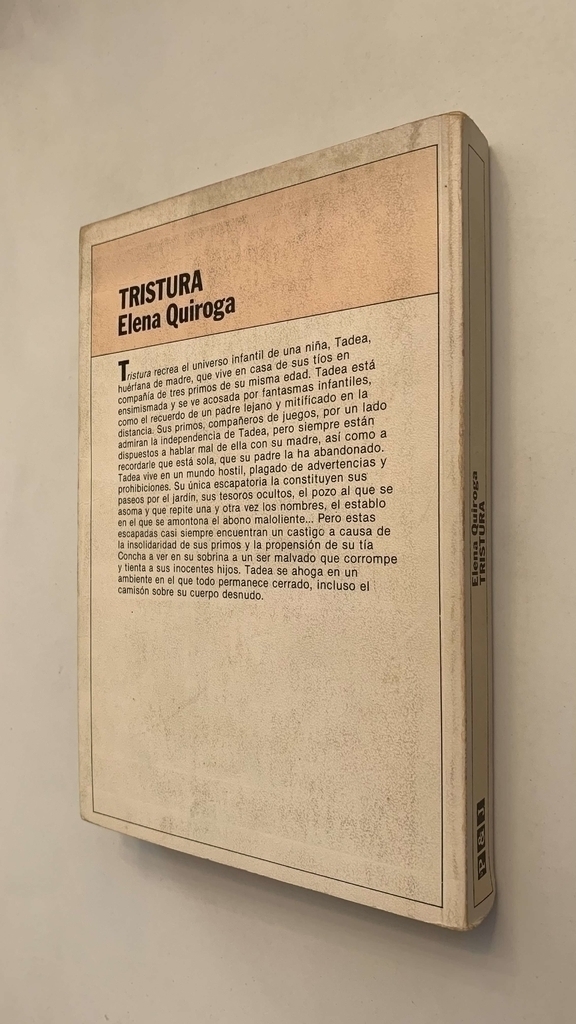 TRISTURA
Elena Quiroga
Tristura recrea el universo infantil de una niña, Tadea,
huérfana de madre, que vive en casa de sus tíos en
compañía de tres primos de su misma edad. Tadea está
ensimismada y se ve acosada por fantasmas infantiles,
como el recuerdo de un padre lejano y mitificado en la
distancia. Sus primos, compañeros de juegos, por un lado
admiran la independencia de Tadea, pero siempre están
dispuestos a hablar mal de ella con su madre, así como a
recordarle que está sola, que su padre la ha abandonado.
Tadea vive en un mundo hostil, plagado de advertencias y
prohibiciones. Su única escapatoria la constituyen sus
paseos por el jardín, sus tesoros ocultos, el pozo al que se
asoma y que repite una y otra vez los nombres, el establo
en el que se amontona el abono maloliente... Pero estas
escapadas casi siempre encuentran un castigo a causa de
la insolidaridad de sus primos y la propensión de su tía
Concha a ver en su sobrina a un ser malvado que corrompe
y tienta a sus inocentes hijos. Tadea se ahoga en un
ambiente en el que todo permanece cerrado, incluso el
camisón sobre su cuerpo desnudo.
Elena Quiroga
TRISTURA
P&J